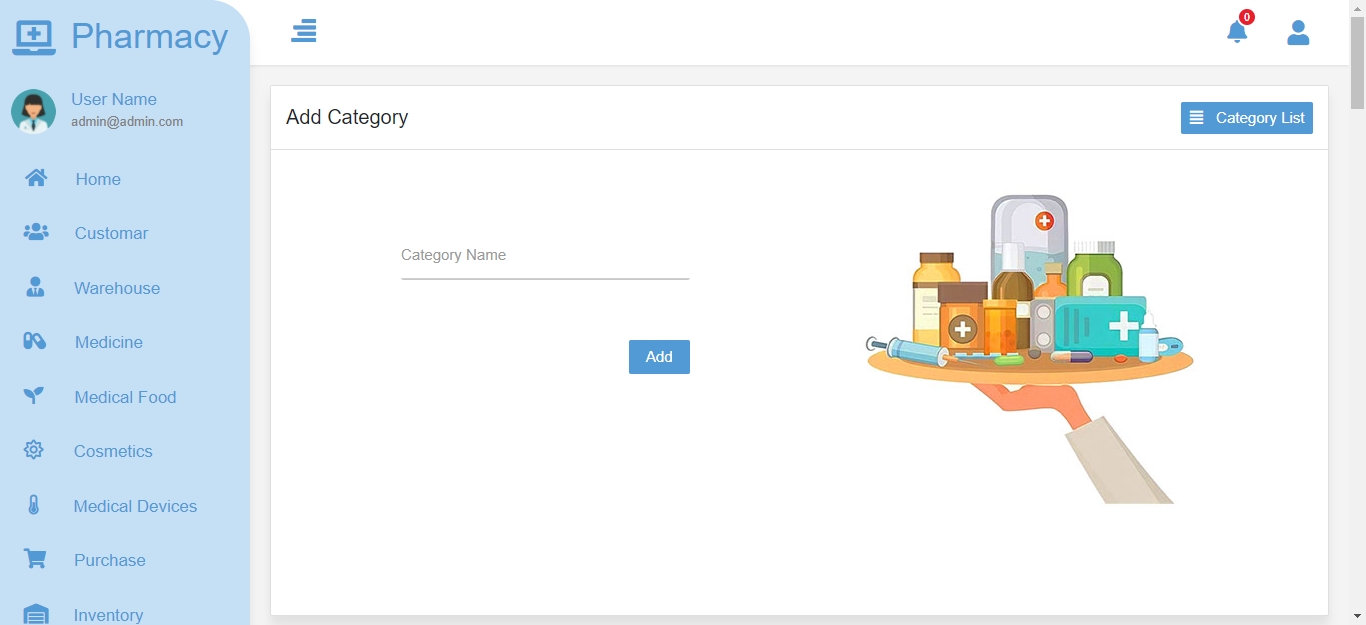 Pharmacy
0
User Name
admin@admin.com
Home
Customar
Warehouse
Medicine
Medical Food
Cosmetics
Medical Devices
Purchase
Inventory
Add Category
Category List
Category Name
Add